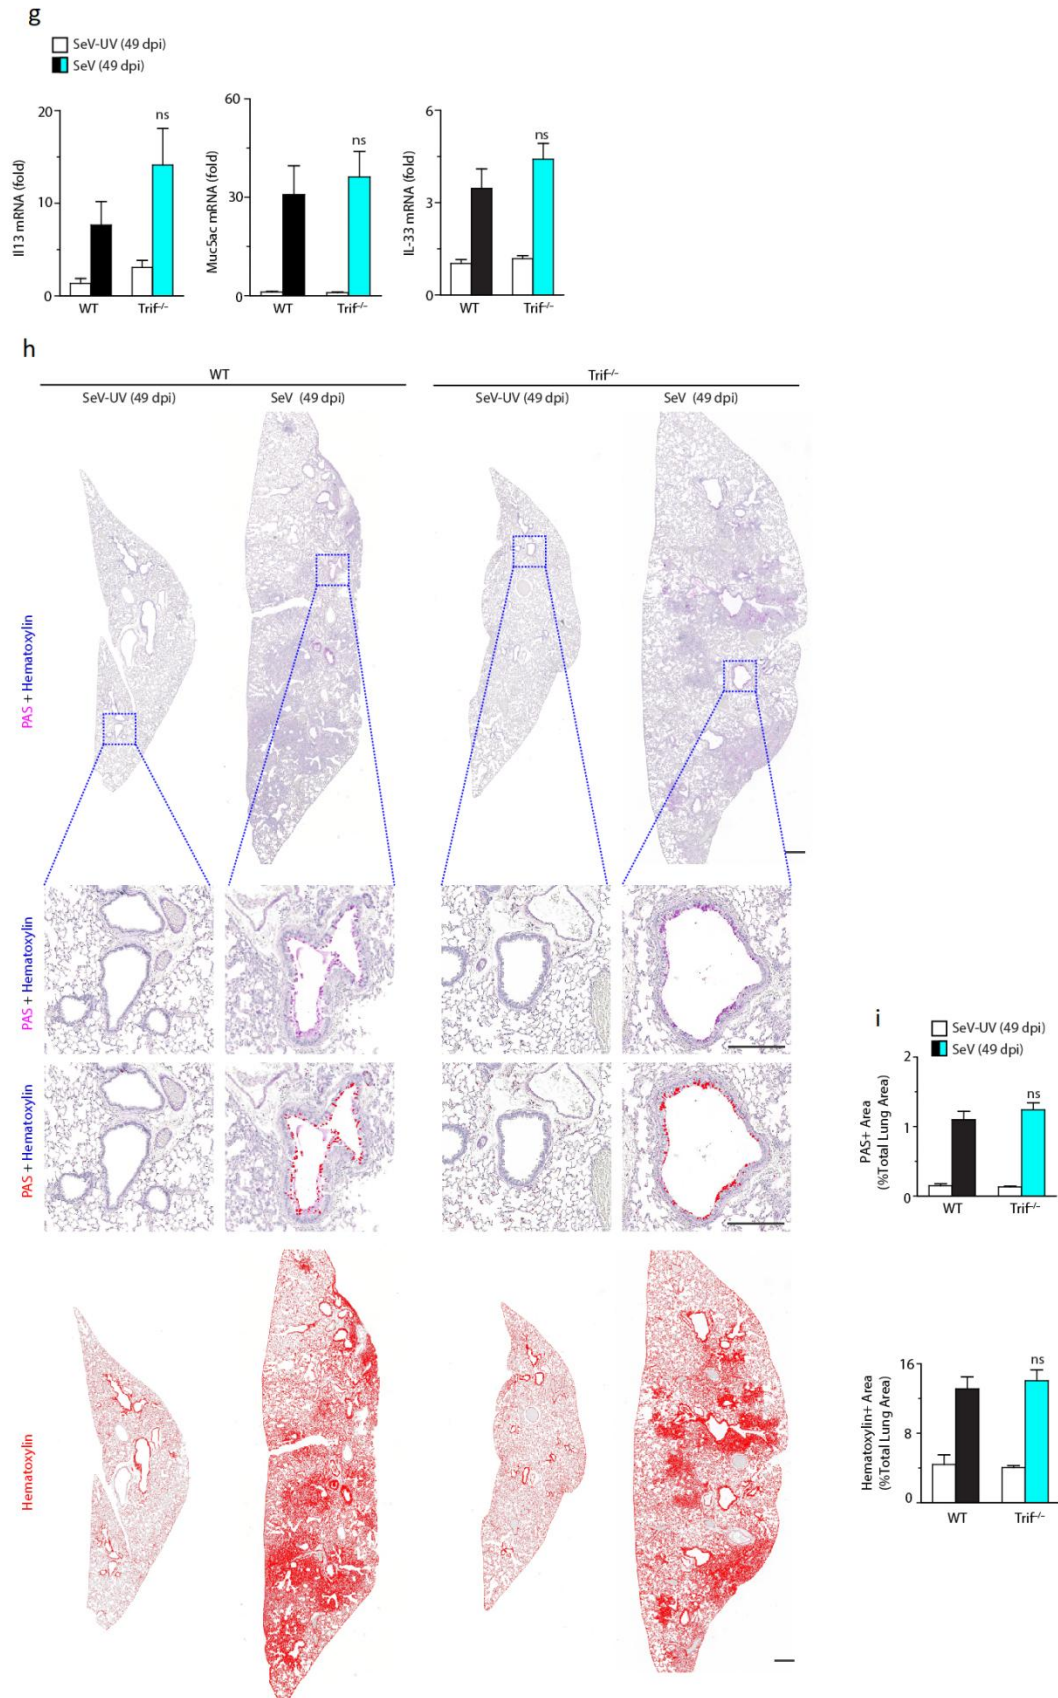 g
SeV-UV (49 dpi)
SeV (49 dpi)
Il13 mRNA (fold)
20
10
0
WT
Trif-/-
ns
Muc5ac mRNA (fold)
60
30
0
WT
Trif-/-
ns
IL-33 mRNA (fold)
6
3
0
WT
Trif-/-
ns
h
WT
Trif-/-
SeV-UV (49 dpi)
SeV (49 dpi)
SeV-UV (49 dpi)
SeV (49 dpi)
PAS + Hematoxylin
PAS + Hematoxylin
PAS + Hematoxylin
Hematoxylin
i
SeV-UV (49 dpi)
SeV (49 dpi)
PAS+ Area
(%Total Lung Area)
2
1
0
WT
Trif-/-
ns
Hematoxylin+ Area
(%Total Lung Area)
16
8
0
WT
Trif-/-
ns